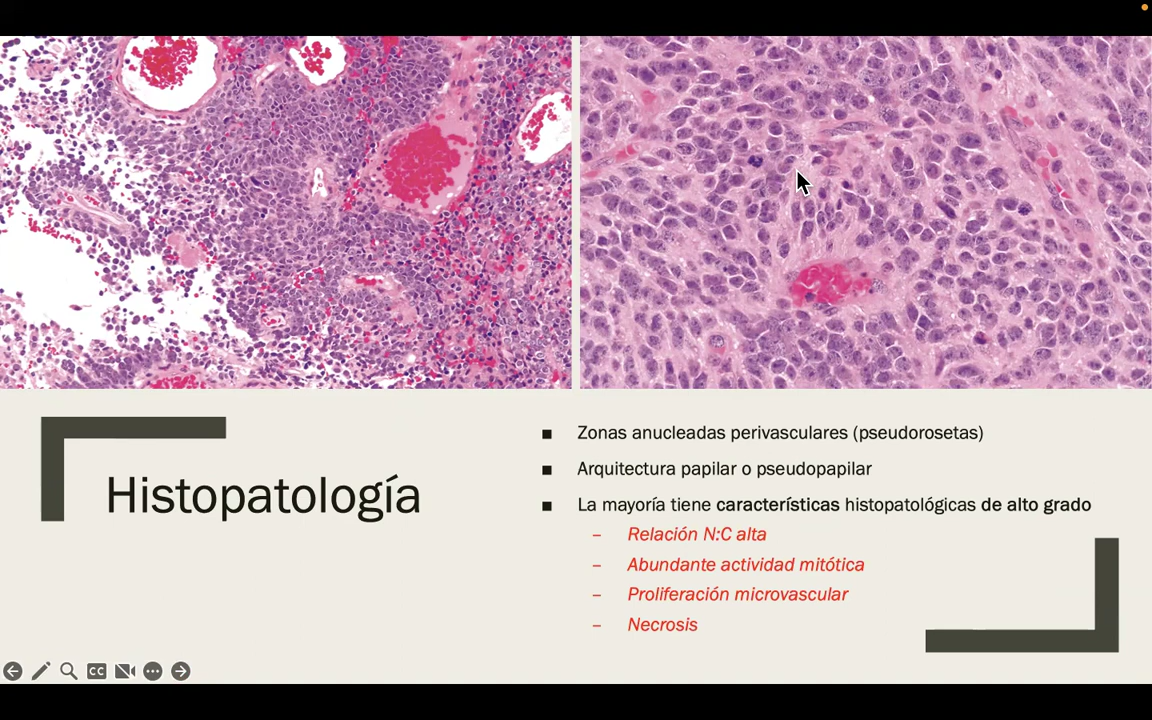 Histopatología
■ Zonas anucleadas perivasculares (pseudorosetas)
■ Arquitectura papilar o pseudopapilar
■ La mayoría tiene características histopatológicas de alto grado
– Relación N:C alta
– Abundante actividad mitótica
– Proliferación microvascular
– Necrosis
CC